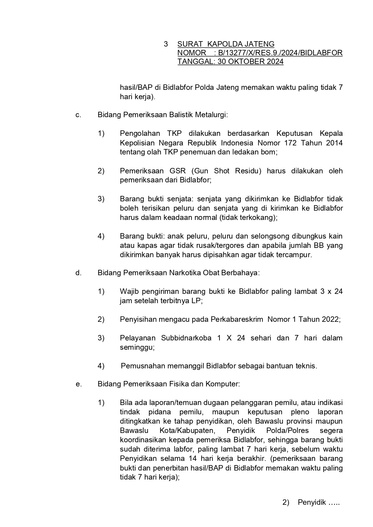 3 SURAT KAPOLDA JATENG
NOMOR : B/13277/X/RES.9./2024/BIDLABFOR
TANGGAL: 30 OKTOBER 2024
hasil/BAP di Bidlabfor Polda Jateng memakan waktu paling tidak 7
hari kerja).
c. Bidang Pemeriksaan Balistik Metalurgi:
1) Pengolahan TKP dilakukan berdasarkan Keputusan Kepala
Kepolisian Negara Republik Indonesia Nomor 172 Tahun 2014
tentang olah TKP penemuan dan ledakan bom;
2) Pemeriksaan GSR (Gun Shot Residu) harus dilakukan oleh
pemeriksaan dari Bidlabfor;
3) Barang bukti senjata: senjata yang dikirimkan ke Bidlabfor tidak
boleh terisikan peluru dan senjata yang di kirimkan ke Bidlabfor
harus dalam keadaan normal (tidak terkokang);
4) Barang bukti: anak peluru, peluru dan selongsong dibungkus kain
atau kapas agar tidak rusak/tergores dan apabila jumlah BB yang
dikirimkan banyak harus dipisahkan agar tidak tercampur.
d. Bidang Pemeriksaan Narkotika Obat Berbahaya:
1) Wajib pengiriman barang bukti ke Bidlabfor paling lambat 3 x 24
jam setelah terbitnya LP;
2) Penyisihan mengacu pada Perkabareskrim Nomor 1 Tahun 2022;
3) Pelayanan Subbidnarkoba 1 X 24 sehari dan 7 hari dalam
seminggu;
4) Pemusnahan memanggil Bidlabfor sebagai bantuan teknis.
e. Bidang Pemeriksaan Fisika dan Komputer:
1) Bila ada laporan/temuan dugaan pelanggaran pemilu, atau indikasi
tindak pidana pemilu, maupun keputusan pleno laporan
ditingkatkan ke tahap penyidikan, oleh Bawaslu provinsi maupun
Bawaslu Kota/Kabupaten, Penyidik Polda/Polres segera
koordinasikan kepada pemeriksa Bidlabfor, sehingga barang bukti
sudah diterima labfor, paling lambat 7 hari kerja, sebelum waktu
Penyidikan selama 14 hari kerja berakhir. (pemeriksaan barang
bukti dan penerbitan hasil/BAP di Bidlabfor memakan waktu paling
tidak 7 hari kerja);
2) Penyidik .....